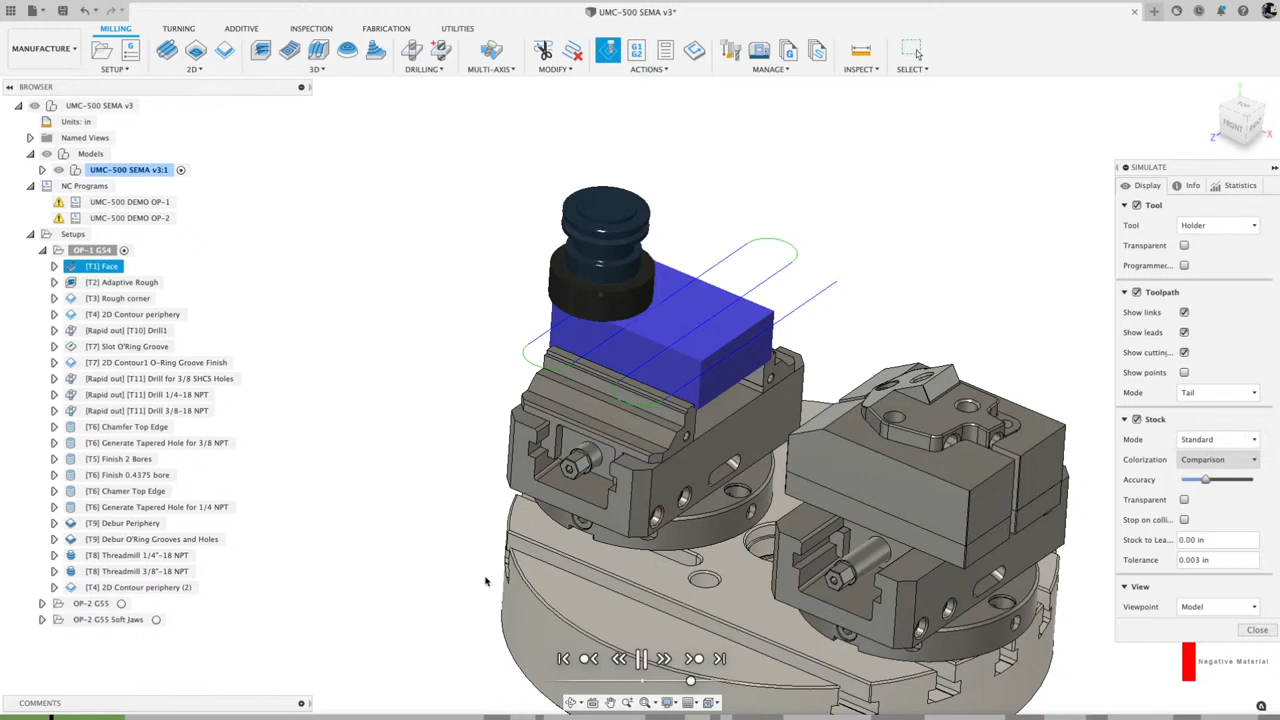 UMC-500 SEMA v3*
MILLING TURNING ADDITIVE INSPECTION FABRICATION UTILITIES
MANUFACTURE
SETUP 2D 3D DRILLING MULTI-AXIS MODIFY ACTIONS MANAGE INSPECT SELECT
G1 G2
BROWSER
UMC-500 SEMA v3
Units: in
Named Views
Models
UMC-500 SEMA v3:1
NC Programs
UMC-500 DEMO OP-1
UMC-500 DEMO OP-2
Setups
OP-1 G54
[T1] Face
[T2] Adaptive Rough
[T3] Rough corner
[T4] 2D Contour periphery
[Rapid out] [T10] Drill1
[T7] Slot O'Ring Groove
[T7] 2D Contour1 O-Ring Groove Finish
[Rapid out] [T11] Drill for 3/8 SHCS Holes
[Rapid out] [T11] Drill 1/4-18 NPT
[Rapid out] [T11] Drill 3/8-18 NPT
[T6] Chamfer Top Edge
[T6] Generate Tapered Hole for 3/8 NPT
[T5] Finish 2 Bores
[T6] Finish 0.4375 bore
[T6] Chamer Top Edge
[T6] Generate Tapered Hole for 1/4 NPT
[T9] Debur Periphery
[T9] Debur O'Ring Grooves and Holes
[T8] Threadmill 1/4"-18 NPT
[T8] Threadmill 3/8"-18 NPT
[T4] 2D Contour periphery (2)
OP-2 G55
OP-2 G55 Soft Jaws
COMMENTS
TOP
FRONT RIGHT
Z X
SIMULATE
Display Info Statistics
Tool
Tool Holder
Transparent
Programmer...
Toolpath
Show links
Show leads
Show cutting...
Show points
Mode Tail
Stock
Mode Standard
Colorization Comparison
Accuracy
Transparent
Stop on colli...
Stock to Lea... 0.00 in
Tolerance 0.003 in
View
Viewpoint Model
Close
Negative Material